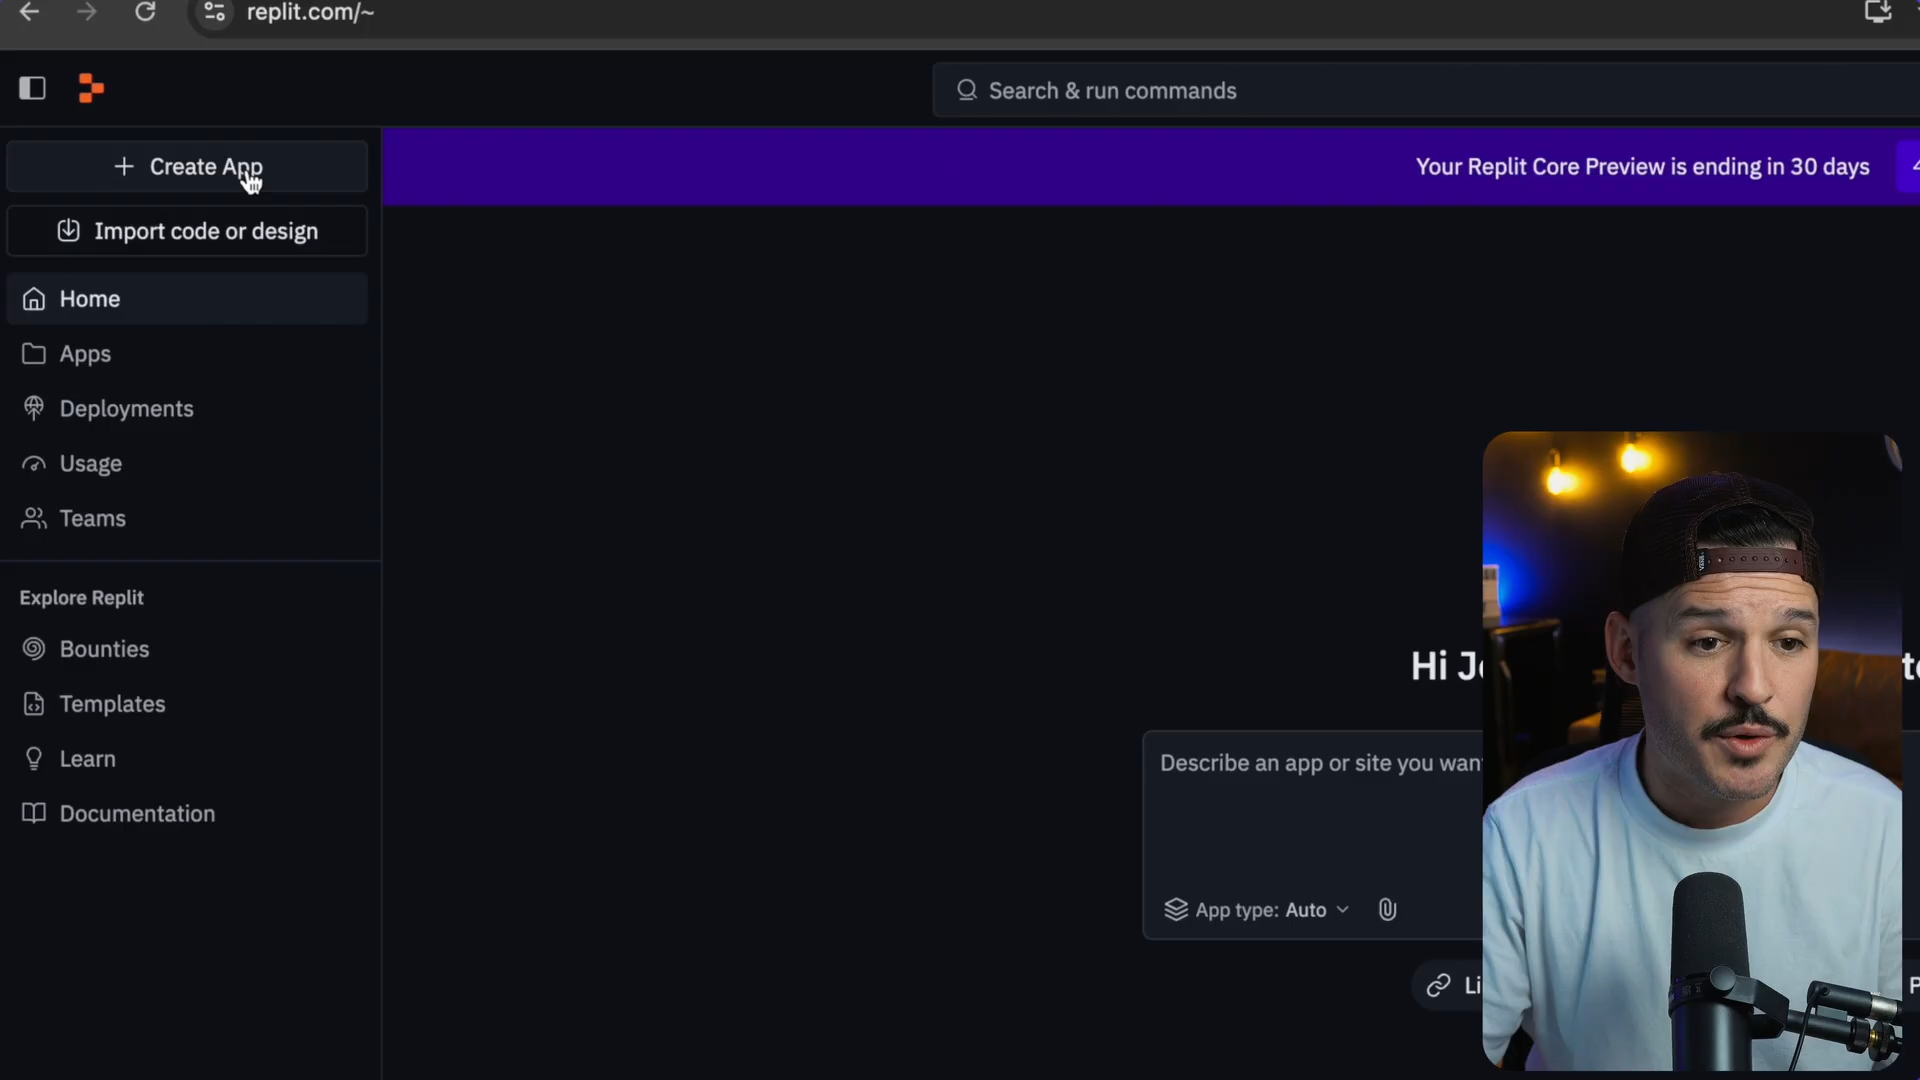 replit.com/~
Search & run commands
Create App
Your Replit Core Preview is ending in 30 days
Import code or design
Home
Apps
Deployments
Usage
Teams
Explore Replit
Bounties
Hi
Templates
Learn
Describe an app or site you
Documentation
App type: Auto